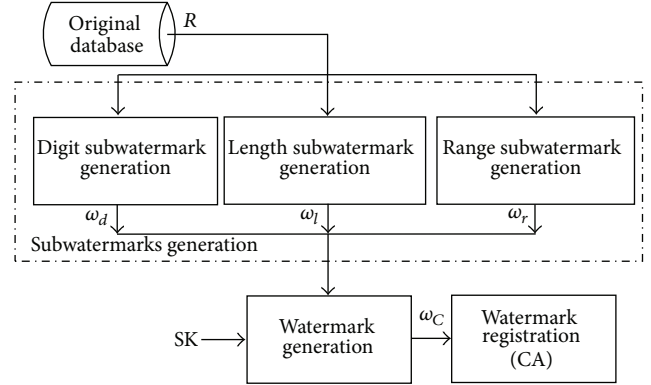 Original
database
R
Digit subwatermark
generation
Length subwatermark
generation
Range subwatermark
generation
ω_d
ω_l
ω_r
Subwatermarks generation
SK
Watermark
generation
ω_C
Watermark
registration
(CA)